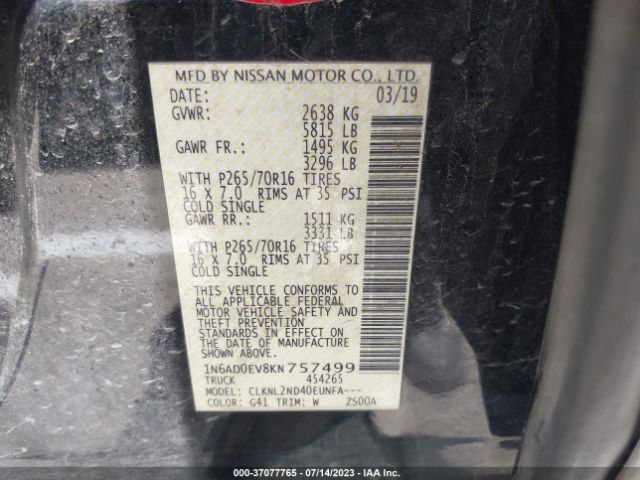 MFD BY NISSAN MOTOR CO., LTD.
DATE: 03/19
GVWR: 2638 KG
5815 LB
GAWR FR.: 1495 KG
3296 LB
WITH P265/70R16 TIRES
16 X 7.0 RIMS AT 35 PSI
COLD SINGLE
GAWR RR.: 1511 KG
3331 LB
WITH P265/70R16 TIRES
16 X 7.0 RIMS AT 35 PSI
COLD SINGLE
THIS VEHICLE CONFORMS TO
ALL APPLICABLE FEDERAL
MOTOR VEHICLE SAFETY AND
THEFT PREVENTION
STANDARDS IN EFFECT ON
THE DATE OF MANUFACTURE
SHOWN ABOVE.
1N6AD0EV8KN757499
TRUCK 454265
MODEL: CLKNL2ND40EUNFA---
COLOR: G41 TRIM: W ZS00A
000-37077765 - 07/14/2023 - IAA Inc.